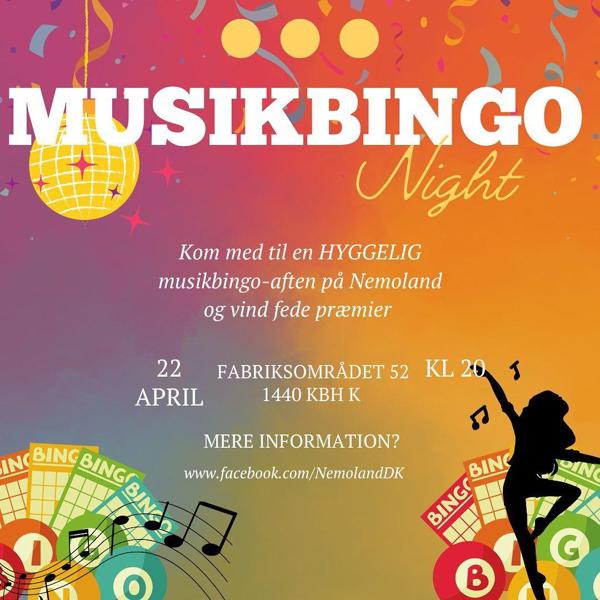 MUSIKBINGO
Night
Kom med til en HYGGELIG
musikbingo-aften på Nemoland
og vind fede præmier
22
APRIL
FABRIKSOMRÅDET 52
1440 KBH K
KL 20
MERE INFORMATION?
www.facebook.com/NemolandDK
BINGO
BINGO
BINGO
BINGO
BINGO
I
N
O
B
I
G